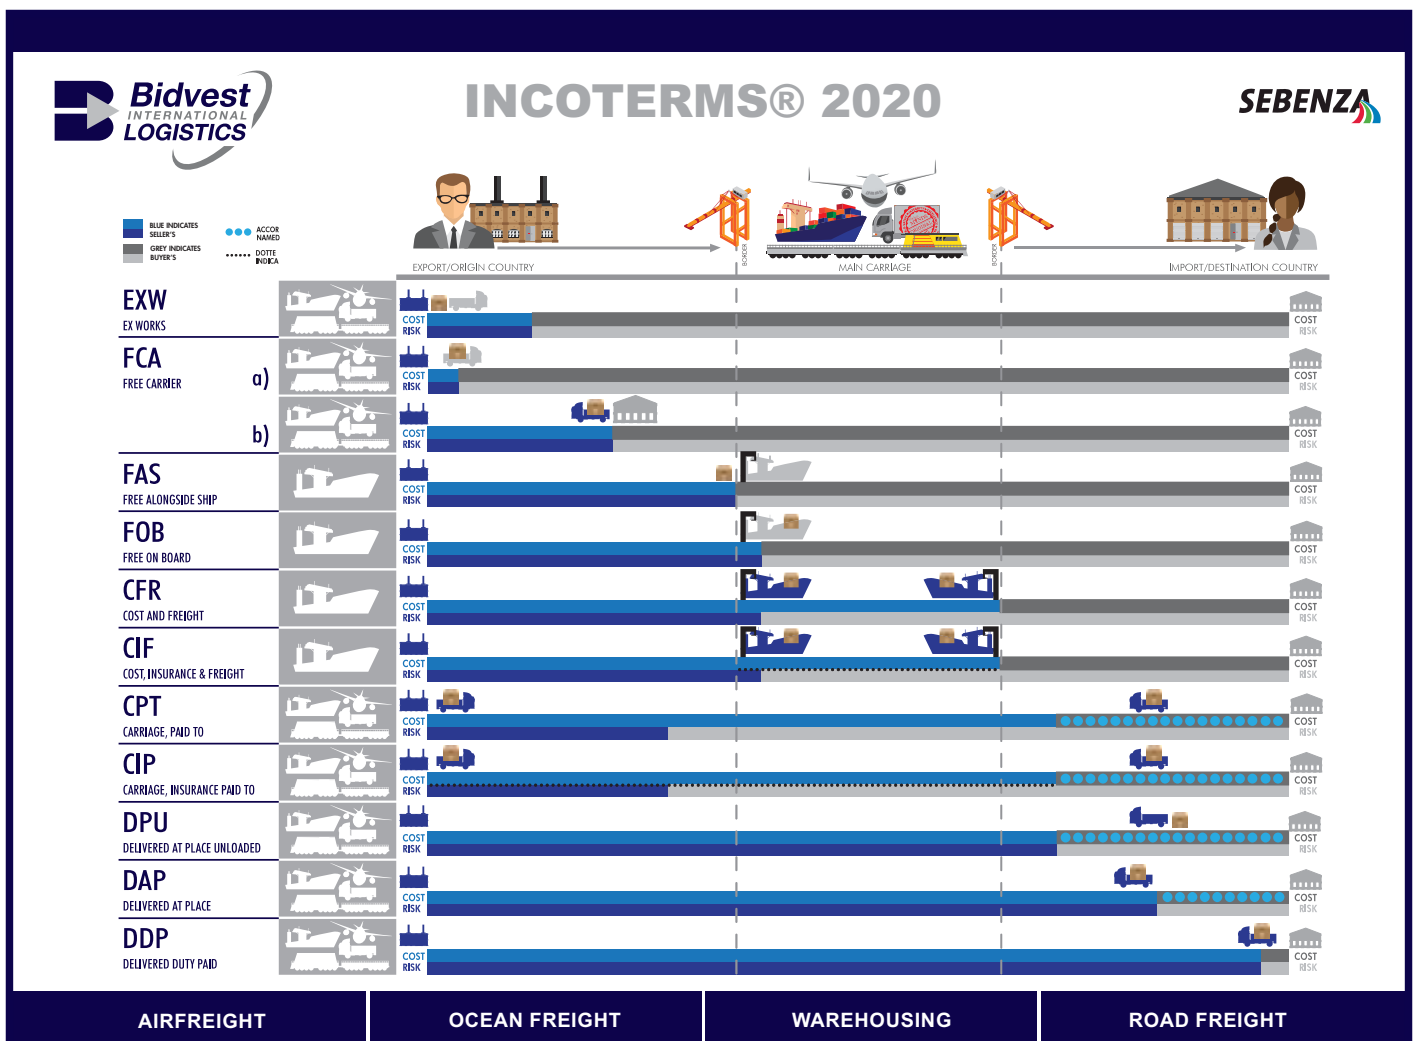 Bidvest
INTERNATIONAL
LOGISTICS
INCOTERMS® 2020
SEBENZA
BLUE INDICATES
SELLER'S
GREY INDICATES
BUYER'S
ACCOR
NAMED
DOTTE
INDICA
EXPORT/ORIGIN COUNTRY
BORDER
MAIN CARRIAGE
BORDER
IMPORT/DESTINATION COUNTRY
EXW
EX WORKS
COST
RISK
COST
RISK
FCA
FREE CARRIER
a)
COST
RISK
COST
RISK
b)
COST
RISK
COST
RISK
FAS
FREE ALONGSIDE SHIP
COST
RISK
COST
RISK
FOB
FREE ON BOARD
COST
RISK
COST
RISK
CFR
COST AND FREIGHT
COST
RISK
COST
RISK
CIF
COST, INSURANCE & FREIGHT
COST
RISK
COST
RISK
CPT
CARRIAGE, PAID TO
COST
RISK
COST
RISK
CIP
CARRIAGE, INSURANCE PAID TO
COST
RISK
COST
RISK
DPU
DELIVERED AT PLACE UNLOADED
COST
RISK
COST
RISK
DAP
DELIVERED AT PLACE
COST
RISK
COST
RISK
DDP
DELIVERED DUTY PAID
COST
RISK
COST
RISK
AIRFREIGHT
OCEAN FREIGHT
WAREHOUSING
ROAD FREIGHT